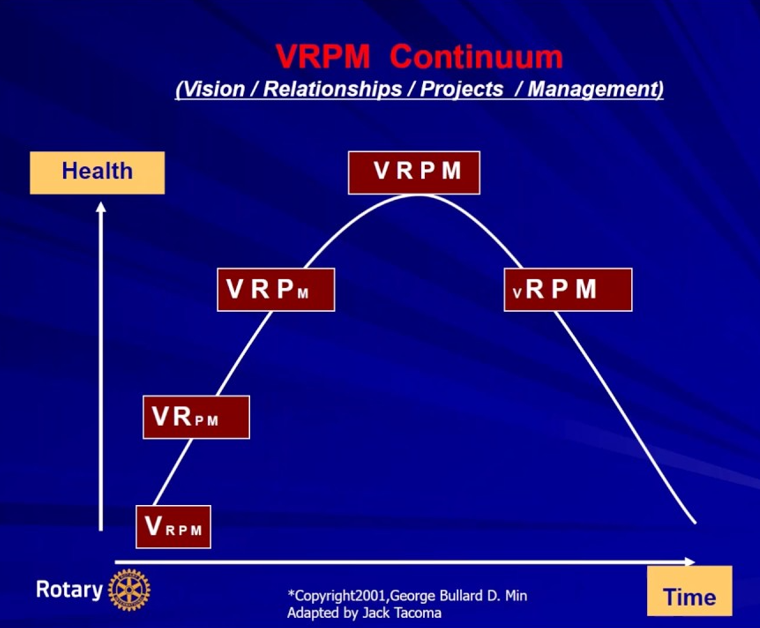 VRPM Continuum
(Vision / Relationships / Projects / Management)
Health
V R P M
V R P M
V R P M
V R P M
V R P M
Rotary
*Copyright2001,George Bullard D. Min
Adapted by Jack Tacoma
Time